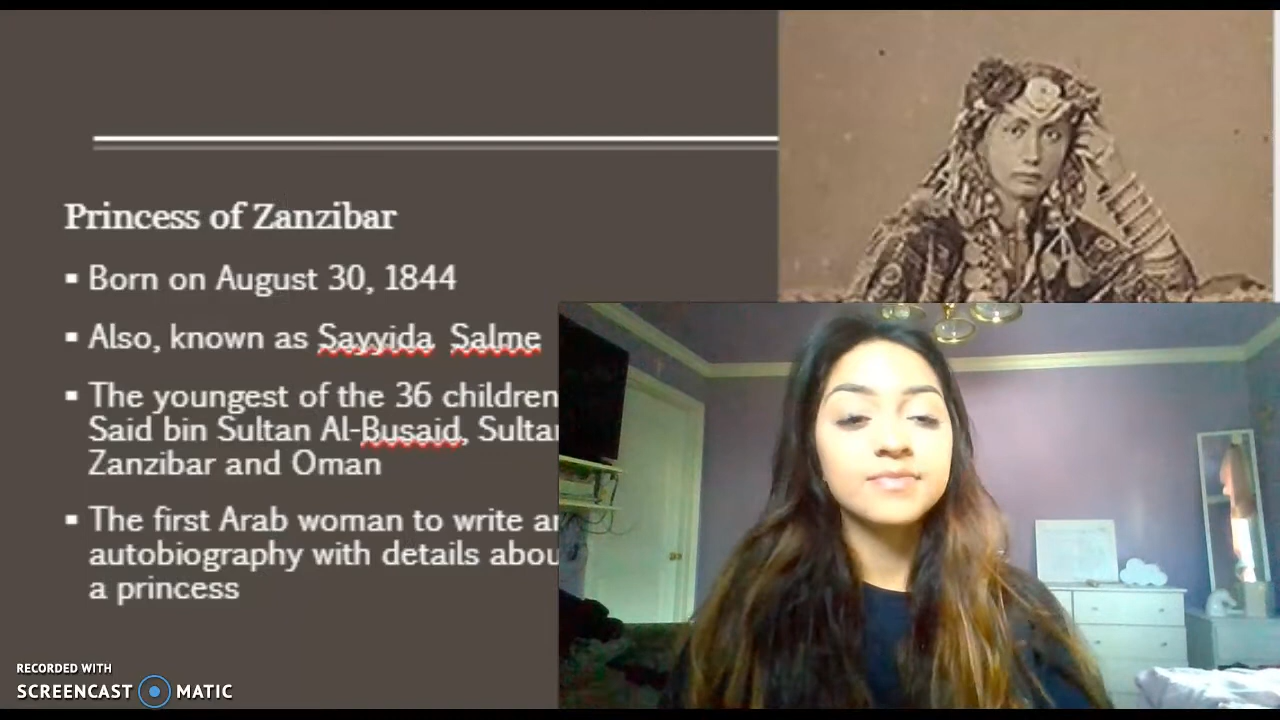 Princess of Zanzibar
▪ Born on August 30, 1844
▪ Also, known as Sayyida Salme
▪ The youngest of the 36 children
Said bin Sultan Al-Busaid,
Zanzibar and Oman
▪ The first Arab woman to write
autobiography with details
a princess
RECORDED WITH
SCREENCAST MATIC